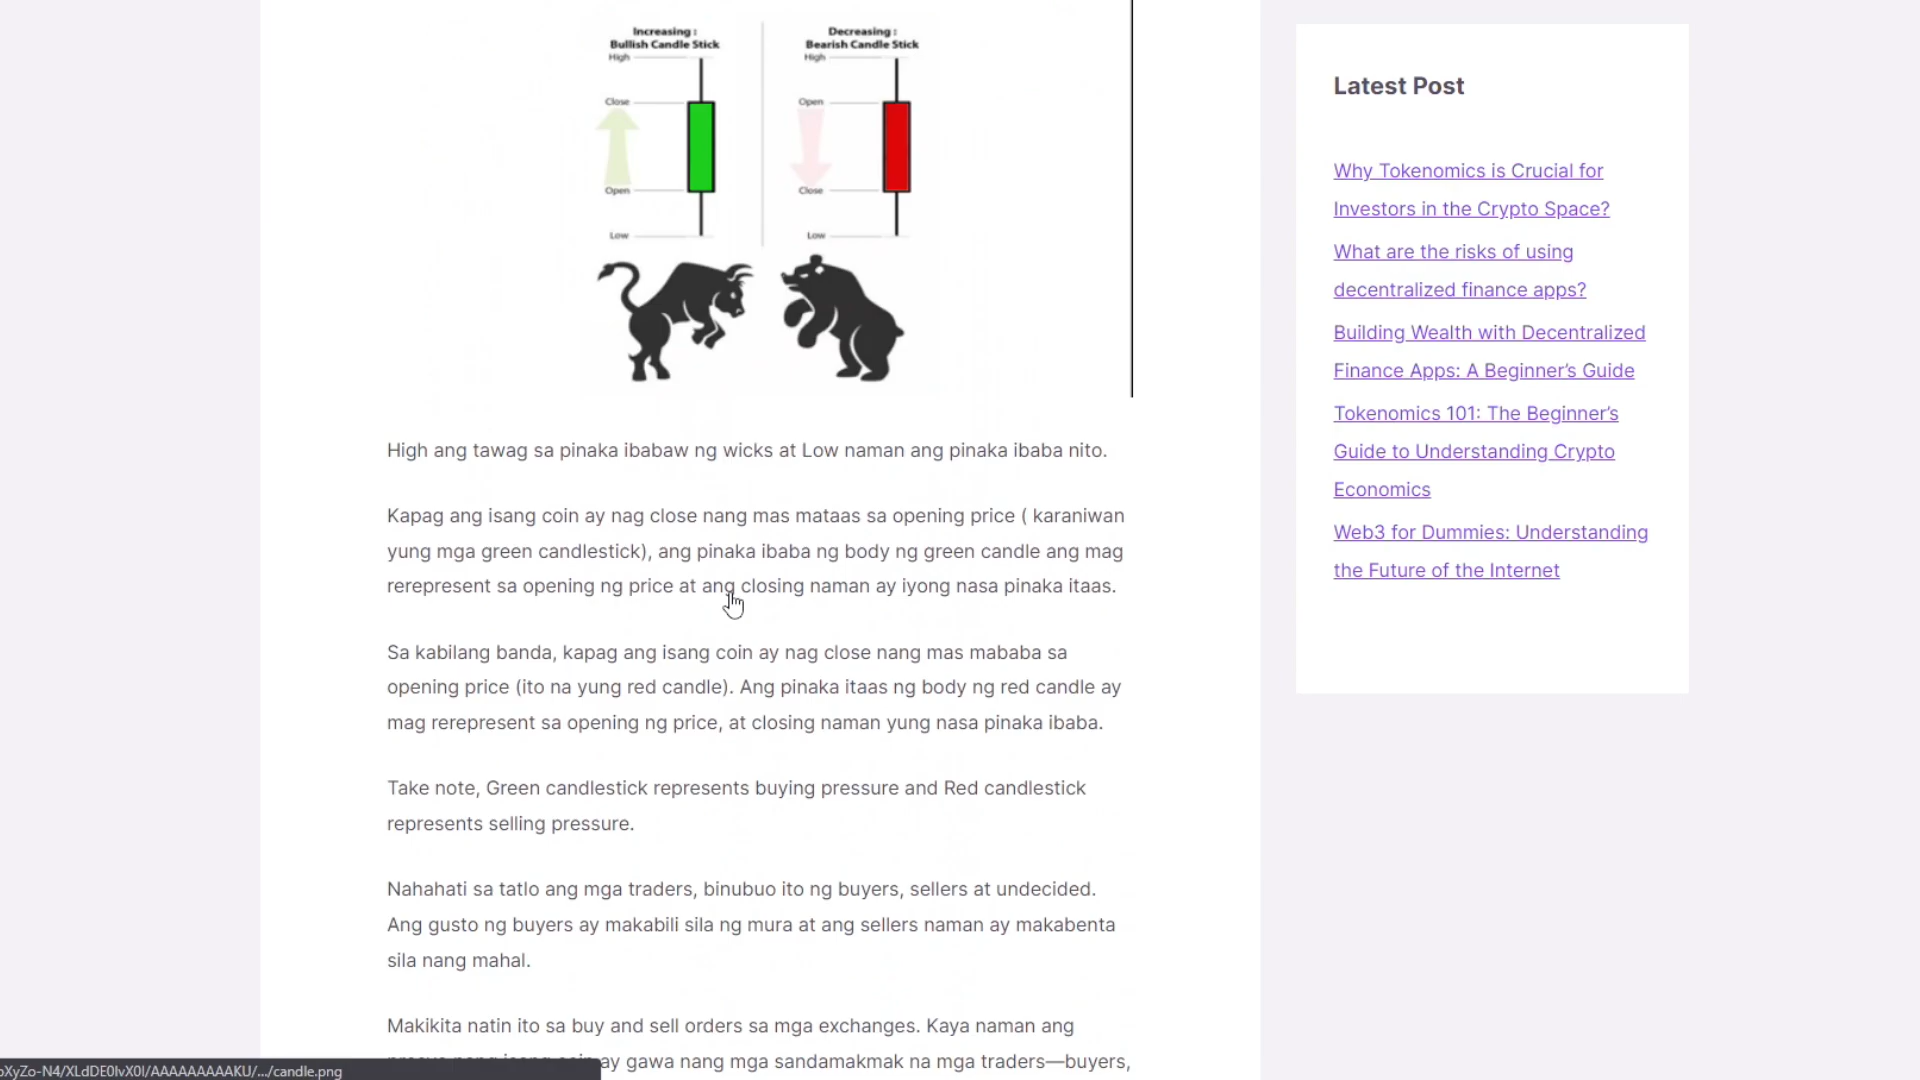 Increasing :
Bullish Candle Stick
High
Close
Open
Low
Decreasing :
Bearish Candle Stick
High
Open
Close
Low
High ang tawag sa pinaka ibabaw ng wicks at Low naman ang pinaka ibaba nito.
Kapag ang isang coin ay nag close nang mas mataas sa opening price ( karaniwan
yung mga green candlestick), ang pinaka ibaba ng body ng green candle ang mag
rerepresent sa opening ng price at ang closing naman ay iyong nasa pinaka itaas.
Sa kabilang banda, kapag ang isang coin ay nag close nang mas mababa sa
opening price (ito na yung red candle). Ang pinaka itaas ng body ng red candle ay
mag rerepresent sa opening ng price, at closing naman yung nasa pinaka ibaba.
Take note, Green candlestick represents buying pressure and Red candlestick
represents selling pressure.
Nahahati sa tatlo ang mga traders, binubuo ito ng buyers, sellers at undecided.
Ang gusto ng buyers ay makabili sila ng mura at ang sellers naman ay makabenta
sila nang mahal.
Makikita natin ito sa buy and sell orders sa mga exchanges. Kaya naman ang
ay gawa nang mga sandamakmak na mga traders—buyers,
Latest Post
Why Tokenomics is Crucial for
Investors in the Crypto Space?
What are the risks of using
decentralized finance apps?
Building Wealth with Decentralized
Finance Apps: A Beginner’s Guide
Tokenomics 101: The Beginner’s
Guide to Understanding Crypto
Economics
Web3 for Dummies: Understanding
the Future of the Internet
/.../candle.png